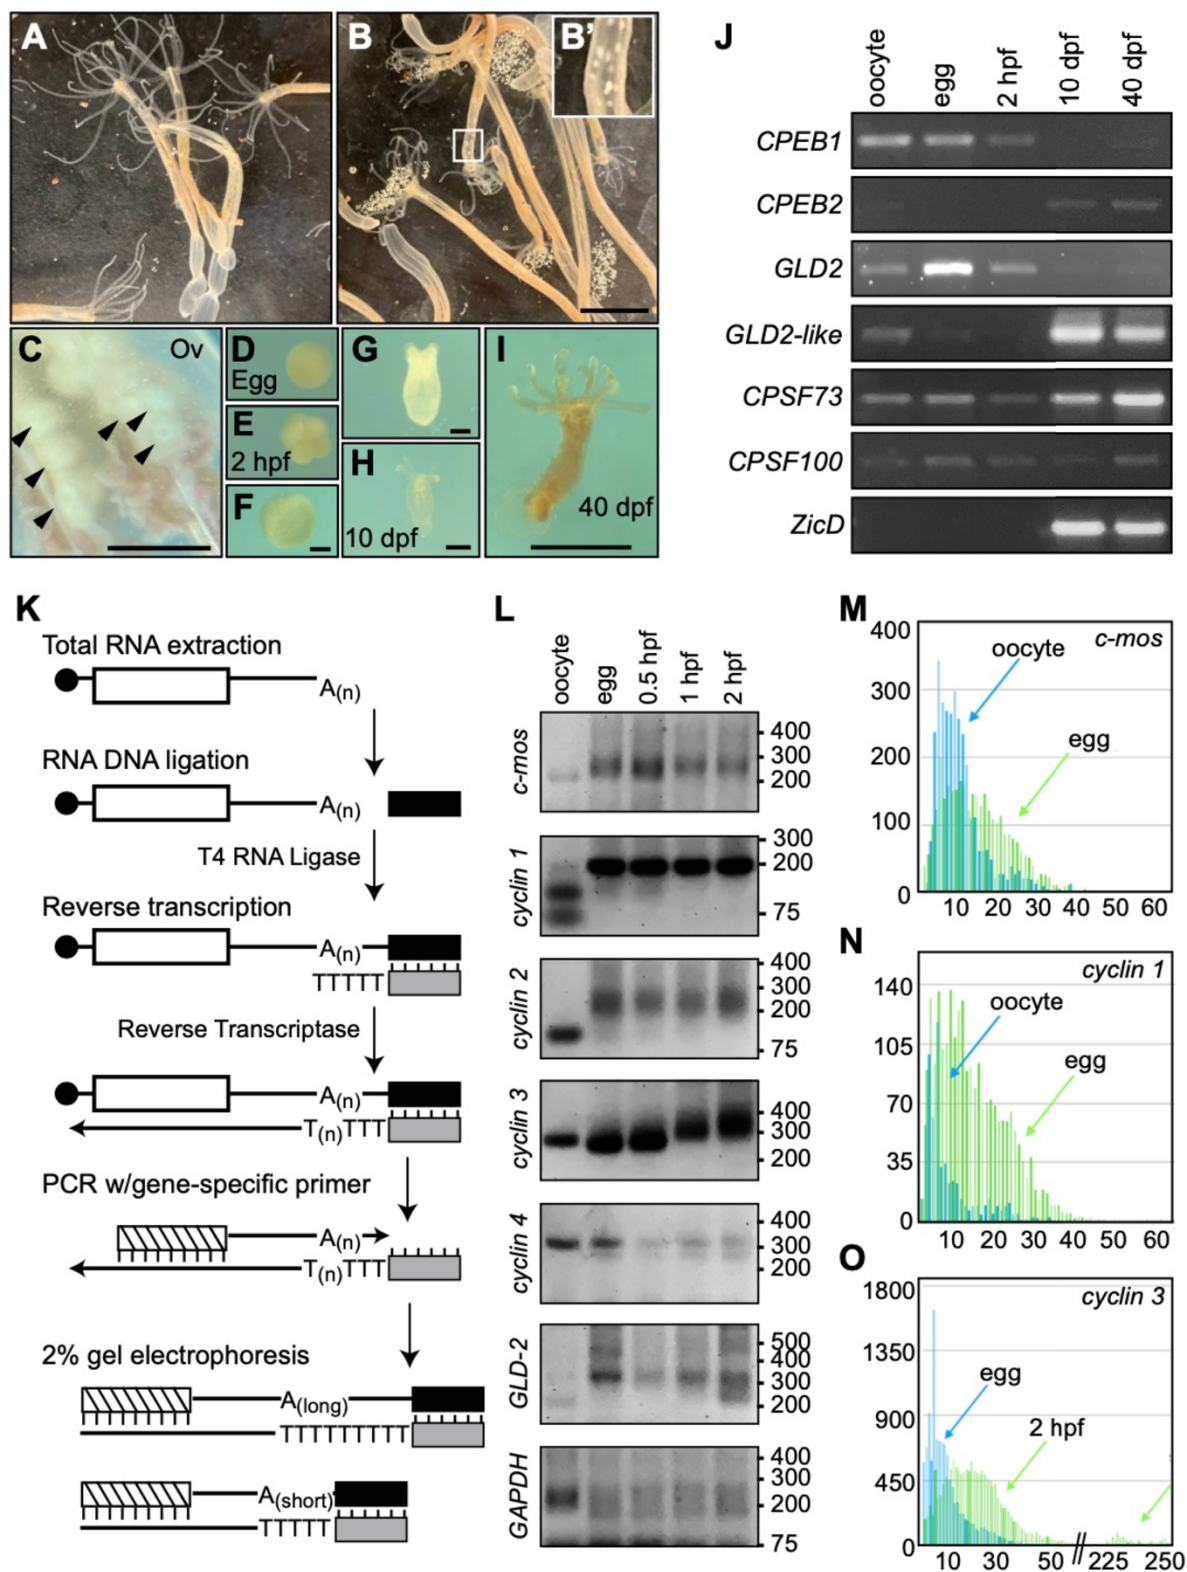 A
B
B’
C
Ov
D
Egg
E
2 hpf
F
G
H
10 dpf
I
40 dpf
J
oocyte
egg
2 hpf
10 dpf
40 dpf
CPEB1
CPEB2
GLD2
GLD2-like
CPSF73
CPSF100
ZicD
K
Total RNA extraction
A(n)
RNA DNA ligation
A(n)
T4 RNA Ligase
Reverse transcription
A(n)
TTTTT
Reverse Transcriptase
A(n)
T(n)TTT
PCR w/gene-specific primer
A(n)
T(n)TTT
2% gel electrophoresis
A(long)
TTTTTTTTT
A(short)
TTTTT
L
oocyte
egg
0.5 hpf
1 hpf
2 hpf
c-mos
400
300
200
cyclin 1
300
200
75
cyclin 2
400
300
200
75
cyclin 3
400
300
200
cyclin 4
400
300
200
GLD-2
500
400
300
200
GAPDH
400
300
200
75
M
c-mos
oocyte
egg
400
300
200
100
0
10 20 30 40 50 60
N
cyclin 1
oocyte
egg
140
105
70
35
0
10 20 30 40 50 60
O
cyclin 3
egg
2 hpf
1800
1350
900
450
0
10 30 50 // 225 250